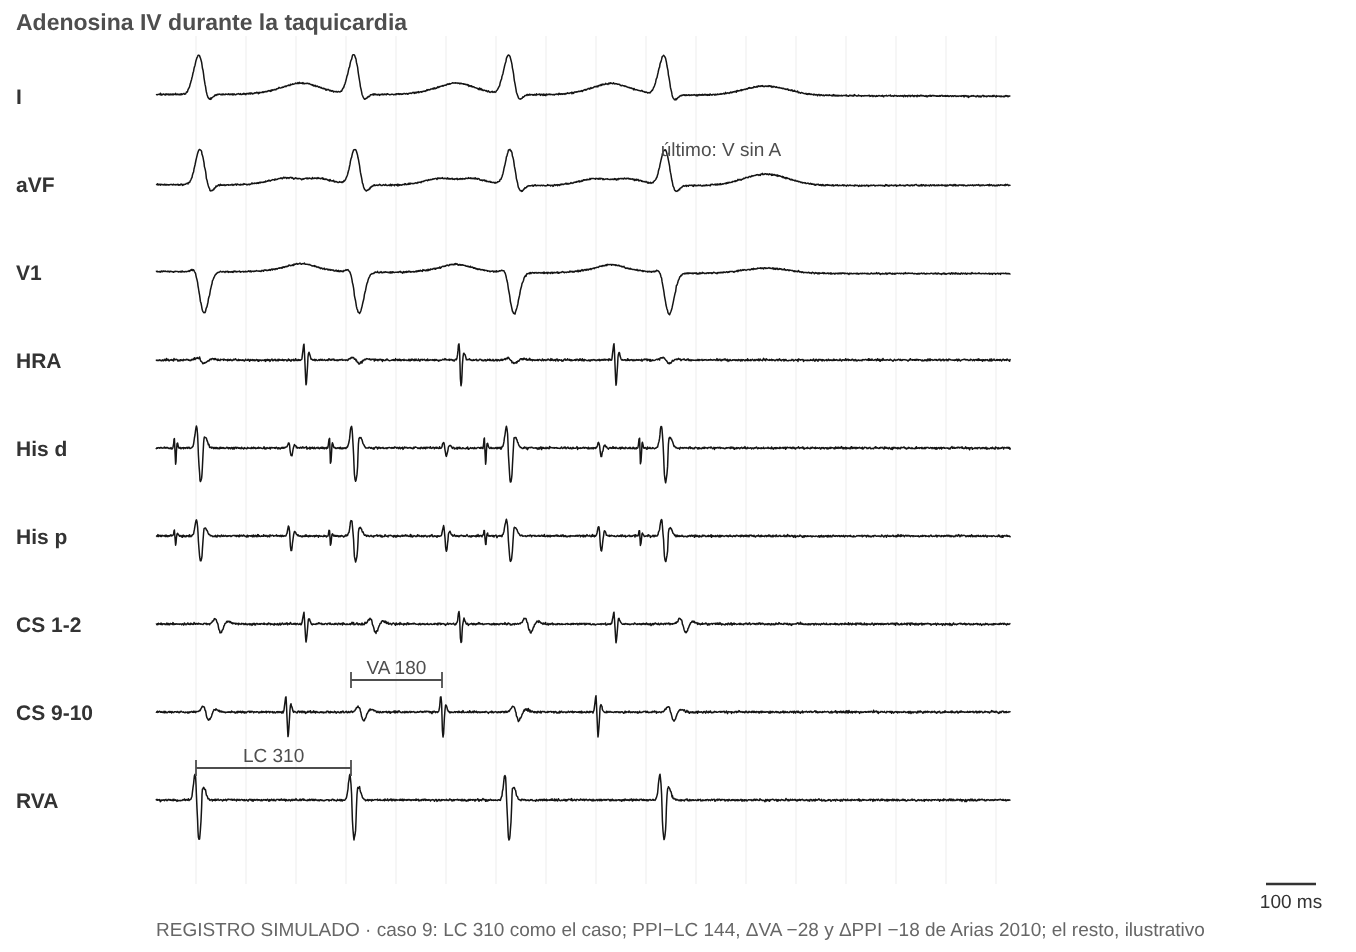 Adenosina IV durante la taquicardia
I
último: V sin A
aVF
V1
HRA
His d
His p
CS 1-2
VA 180
CS 9-10
LC 310
RVA
100 ms
REGISTRO SIMULADO · caso 9: LC 310 como el caso; PPI−LC 144, ΔVA −28 y ΔPPI −18 de Arias 2010; el resto, ilustrativo